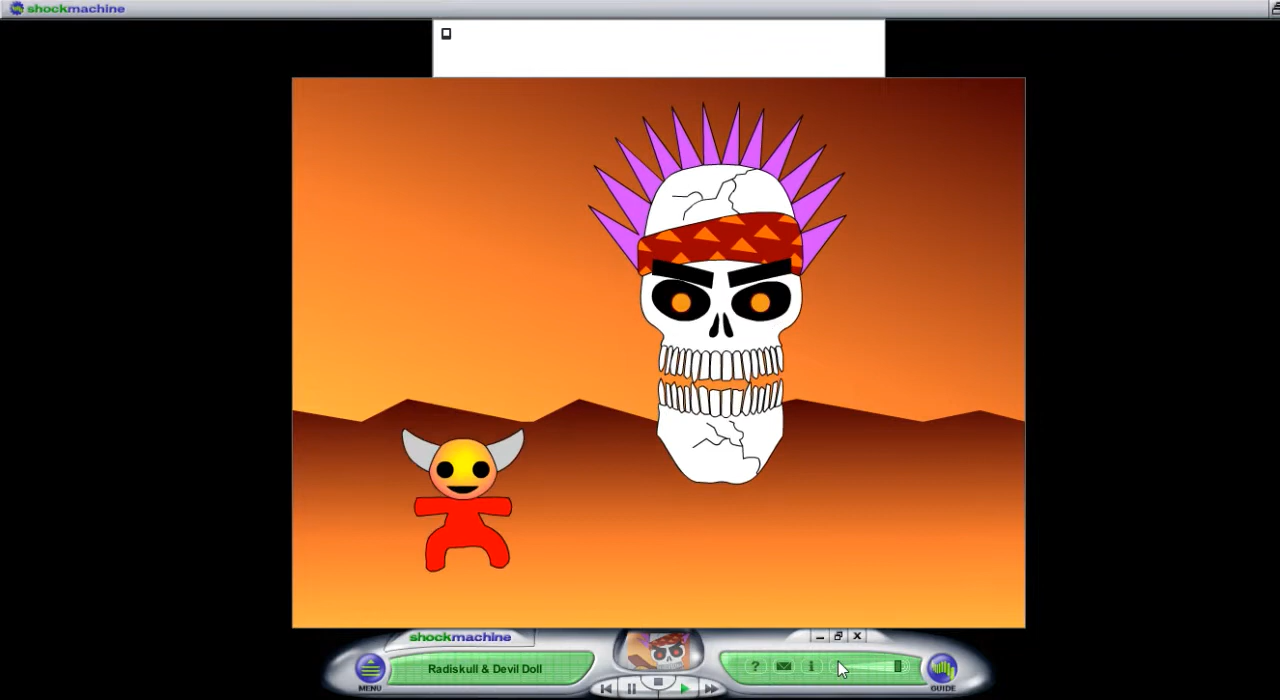 shockmachine
shockmachine
Radiskull & Devil Doll
? i
MENU
GUIDE